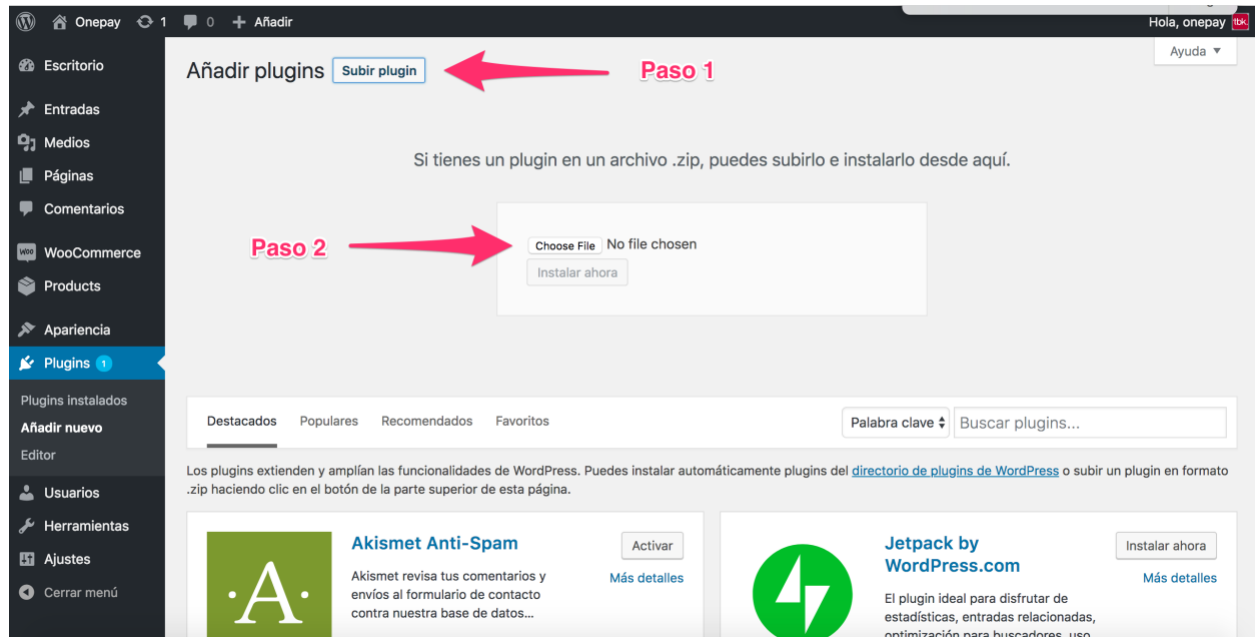 Onepay 1 0 + Añadir
Hola, onepay tbk.
Escritorio
Entradas
Medios
Páginas
Comentarios
WOO WooCommerce
Products
Apariencia
Plugins 1
Plugins instalados
Añadir nuevo
Editor
Usuarios
Herramientas
Ajustes
Cerrar menú
Ayuda ▼
Añadir plugins Subir plugin Paso 1
Si tienes un plugin en un archivo .zip, puedes subirlo e instalarlo desde aquí.
Paso 2 Choose File No file chosen
Instalar ahora
Destacados Populares Recomendados Favoritos Palabra clave Buscar plugins...
Los plugins extienden y amplían las funcionalidades de WordPress. Puedes instalar automáticamente plugins del directorio de plugins de WordPress o subir un plugin en formato
.zip haciendo clic en el botón de la parte superior de esta página.
·A·
Akismet Anti-Spam
Activar
Más detalles
Akismet revisa tus comentarios y
envíos al formulario de contacto
contra nuestra base de datos...
Jetpack by
WordPress.com
Instalar ahora
Más detalles
El plugin ideal para disfrutar de
estadísticas, entradas relacionadas,
optimización para buscadores, uso